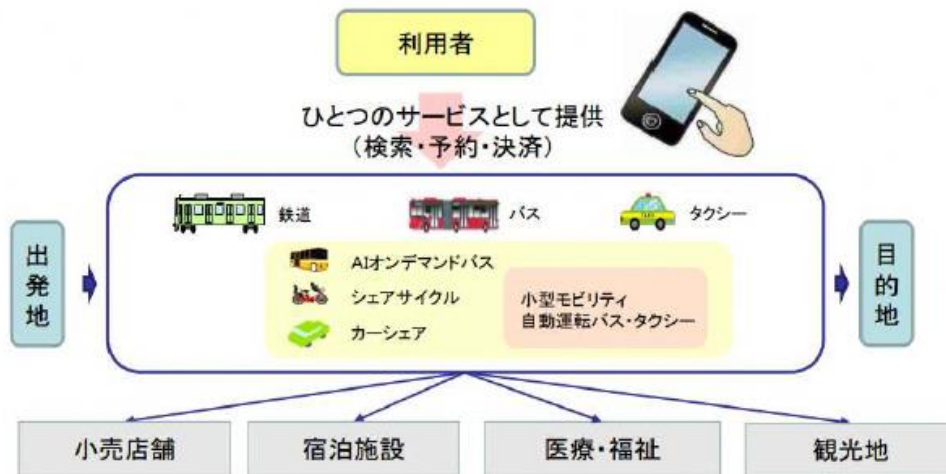 利用者
ひとつのサービスとして提供
(検索・予約・決済)
鉄道
バス
タクシー
出発地
AIオンデマンドバス
シェアサイクル
カーシェア
小型モビリティ
自動運転バス・タクシー
目的地
小売店舗
宿泊施設
医療・福祉
観光地